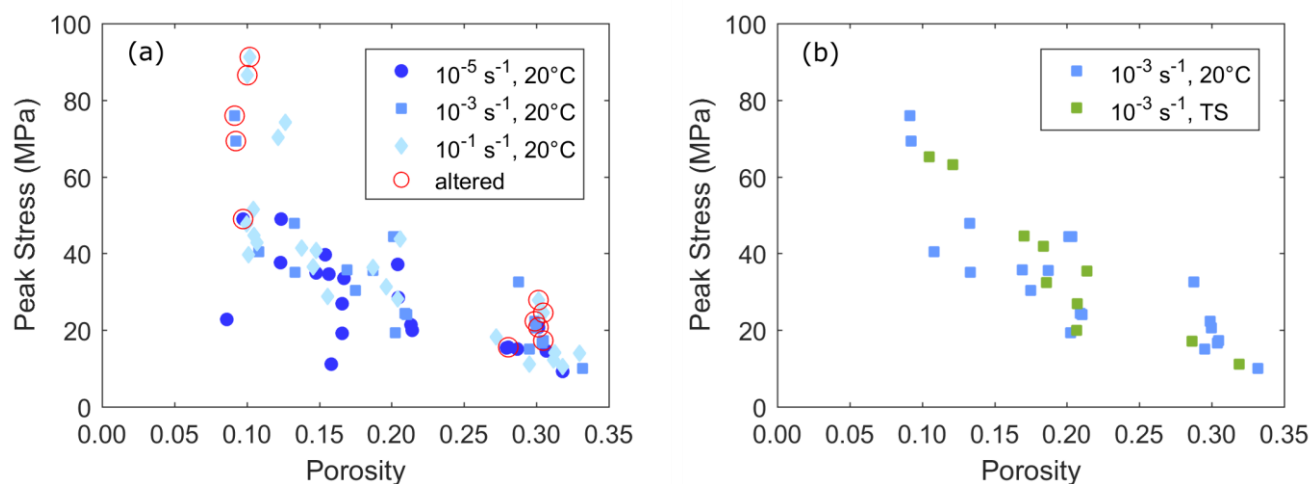 (a)
10⁻⁵ s⁻¹, 20°C
10⁻³ s⁻¹, 20°C
10⁻¹ s⁻¹, 20°C
altered
100
80
60
40
20
0
Peak Stress (MPa)
0.00 0.05 0.10 0.15 0.20 0.25 0.30 0.35
Porosity
(b)
10⁻³ s⁻¹, 20°C
10⁻³ s⁻¹, TS
100
80
60
40
20
0
Peak Stress (MPa)
0.00 0.05 0.10 0.15 0.20 0.25 0.30 0.35
Porosity